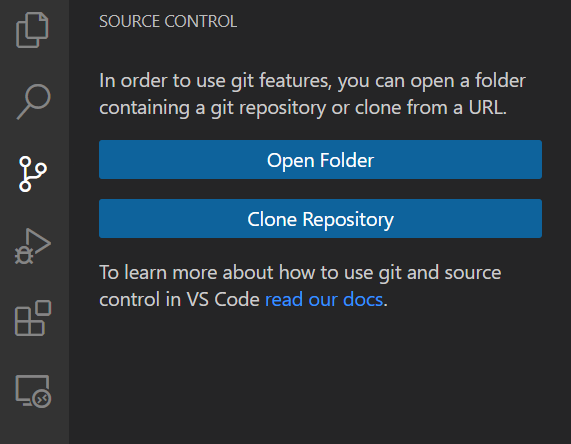 SOURCE CONTROL
In order to use git features, you can open a folder
containing a git repository or clone from a URL.
Open Folder
Clone Repository
To learn more about how to use git and source
control in VS Code read our docs.